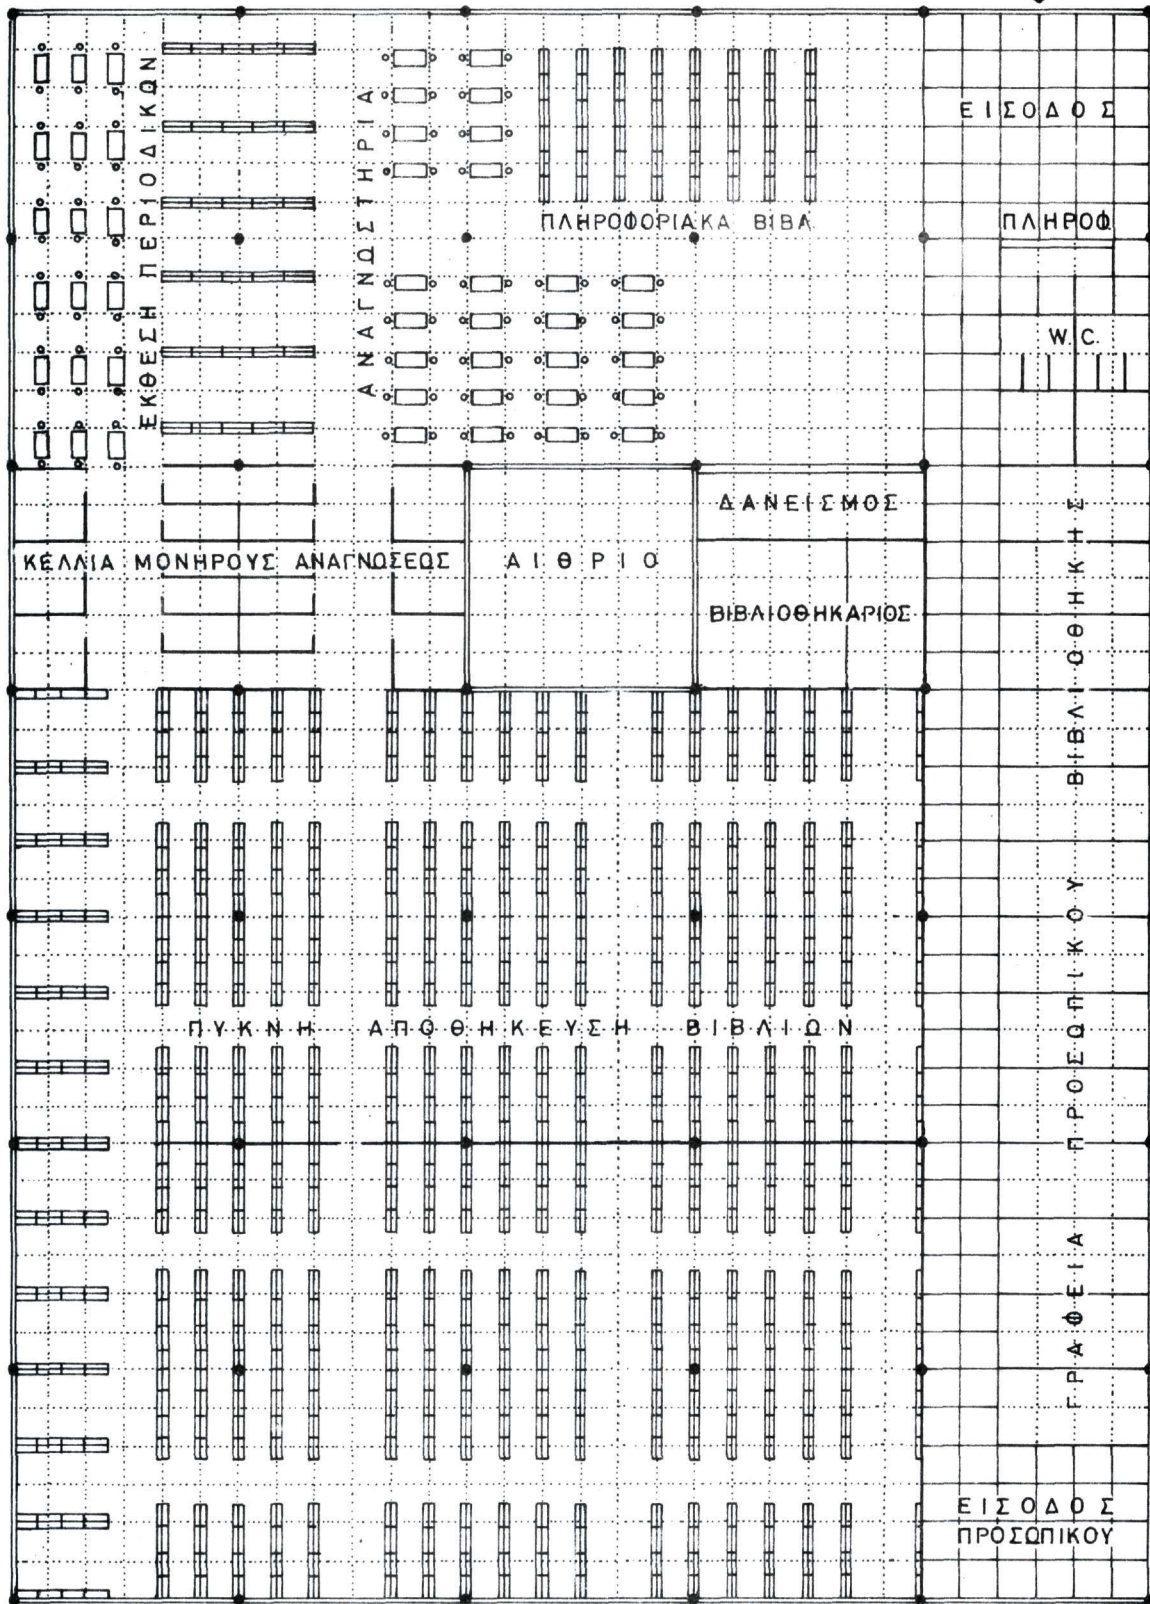 ΕΚΘΕΣΗ ΠΕΡΙΟΔΙΚΩΝ
ΑΝΑΓΝΩΣΤΗΡΙΑ
ΠΛΗΡΟΦΟΡΙΑΚΑ ΒΙΒΛ
ΕΙΣΟΔΟΣ
ΠΛΗΡΟΦ
W.C.
ΚΕΛΛΙΑ ΜΟΝΗΡΟΥΣ ΑΝΑΓΝΩΣΕΩΣ
ΑΙΘΡΙΟ
ΔΑΝΕΙΣΜΟΣ
ΒΙΒΛΙΟΘΗΚΑΡΙΟΣ
ΓΡΑΦΕΙΑ ΠΡΟΣΩΠΙΚΟΥ ΒΙΒΛΙΟΘΗΚΗΣ
ΠΥΚΝΗ ΑΠΟΘΗΚΕΥΣΗ ΒΙΒΛΙΩΝ
ΕΙΣΟΔΟΣ
ΠΡΟΣΩΠΙΚΟΥ